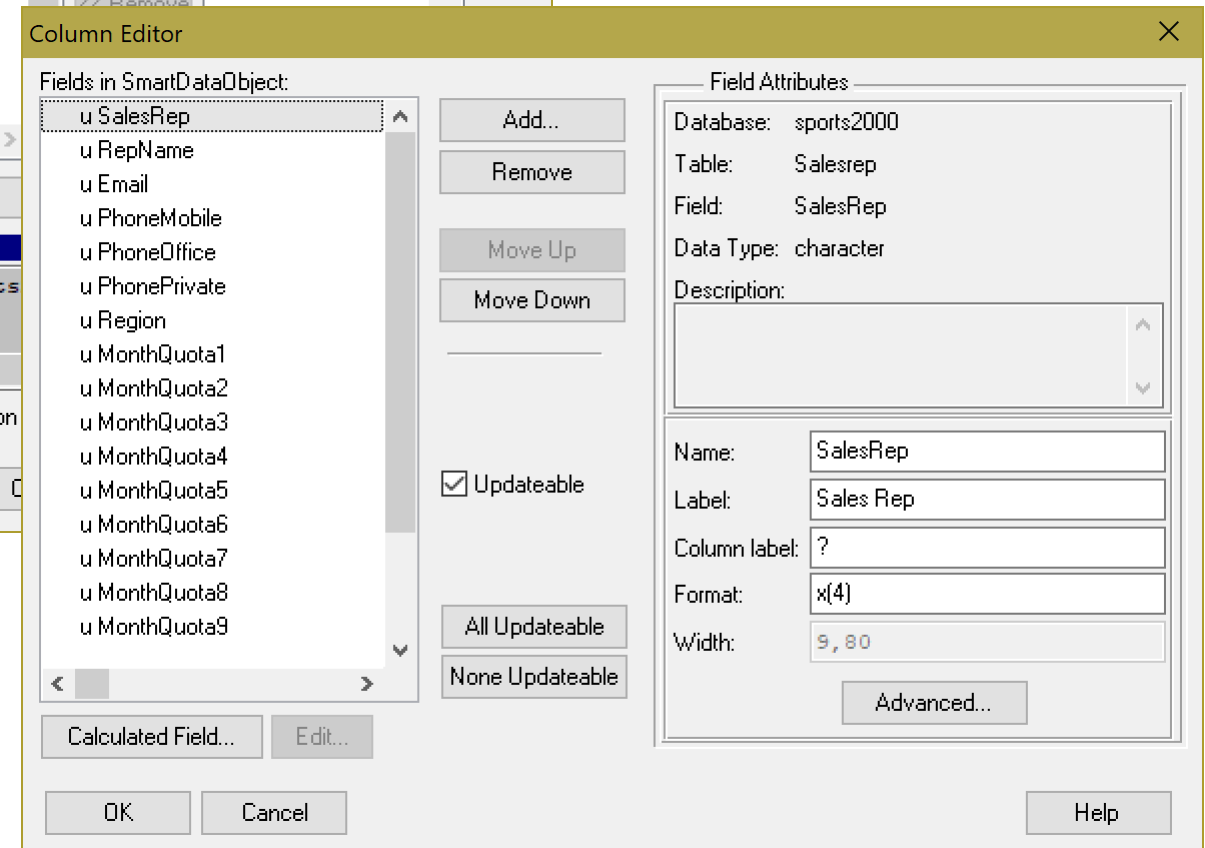 >> Remove
Column Editor
Fields in SmartDataObject:
u SalesRep
u RepName
u Email
u PhoneMobile
u PhoneOffice
u PhonePrivate
u Region
u MonthQuota1
u MonthQuota2
u MonthQuota3
u MonthQuota4
u MonthQuota5
u MonthQuota6
u MonthQuota7
u MonthQuota8
u MonthQuota9
Calculated Field...
Edit...
OK
Cancel
Add...
Remove
Move Up
Move Down
Updateable
All Updateable
None Updateable
Field Attributes
Database: sports2000
Table: Salesrep
Field: SalesRep
Data Type: character
Description:
Name: SalesRep
Label: Sales Rep
Column label: ?
Format: x(4)
Width: 9,80
Advanced...
Help